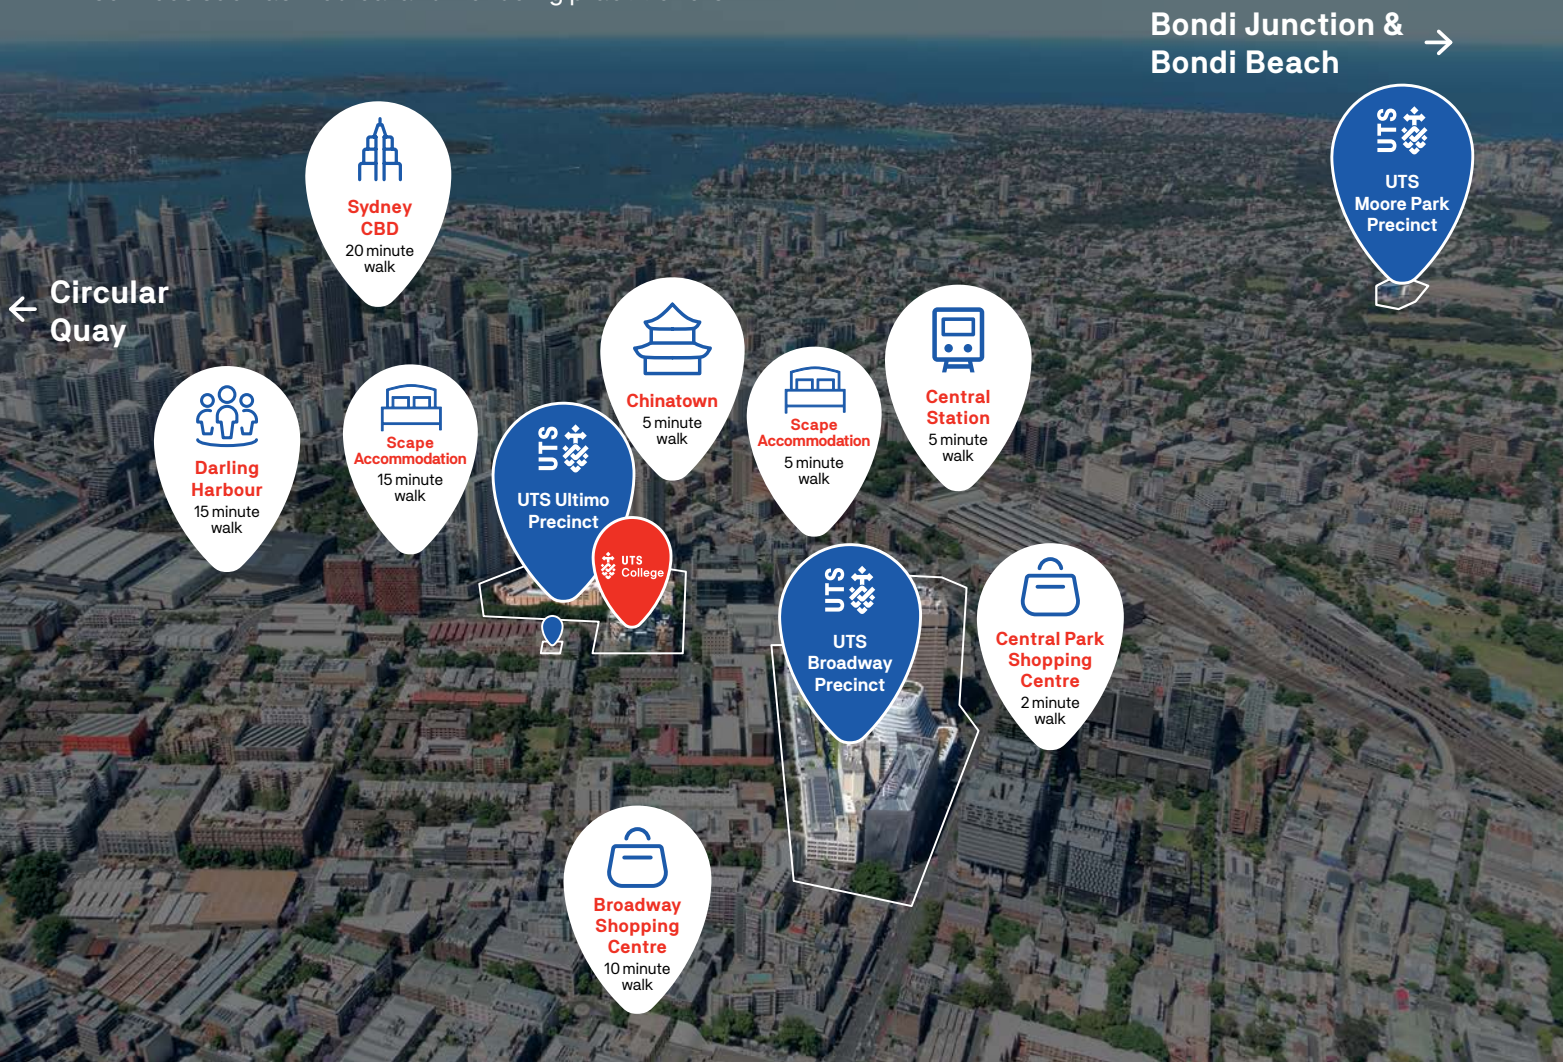 Bondi Junction &
Bondi Beach
Sydney
CBD
20 minute
walk
UTS
UTS
Moore Park
Precinct
Circular
Quay
Chinatown
5 minute
walk
Central
Station
5 minute
walk
Darling
Harbour
15 minute
walk
Scape
Accommodation
15 minute
walk
UTS
UTS Ultimo
Precinct
Scape
Accommodation
5 minute
walk
UTS
College
UTS
UTS
Broadway
Precinct
Central Park
Shopping
Centre
2 minute
walk
Broadway
Shopping
Centre
10 minute
walk